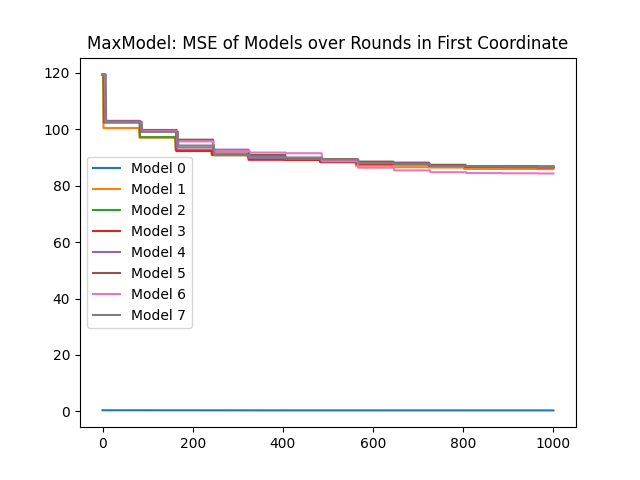 MaxModel: MSE of Models over Rounds in First Coordinate
120
100
80
60
40
20
0
Model 0
Model 1
Model 2
Model 3
Model 4
Model 5
Model 6
Model 7
0 200 400 600 800 1000